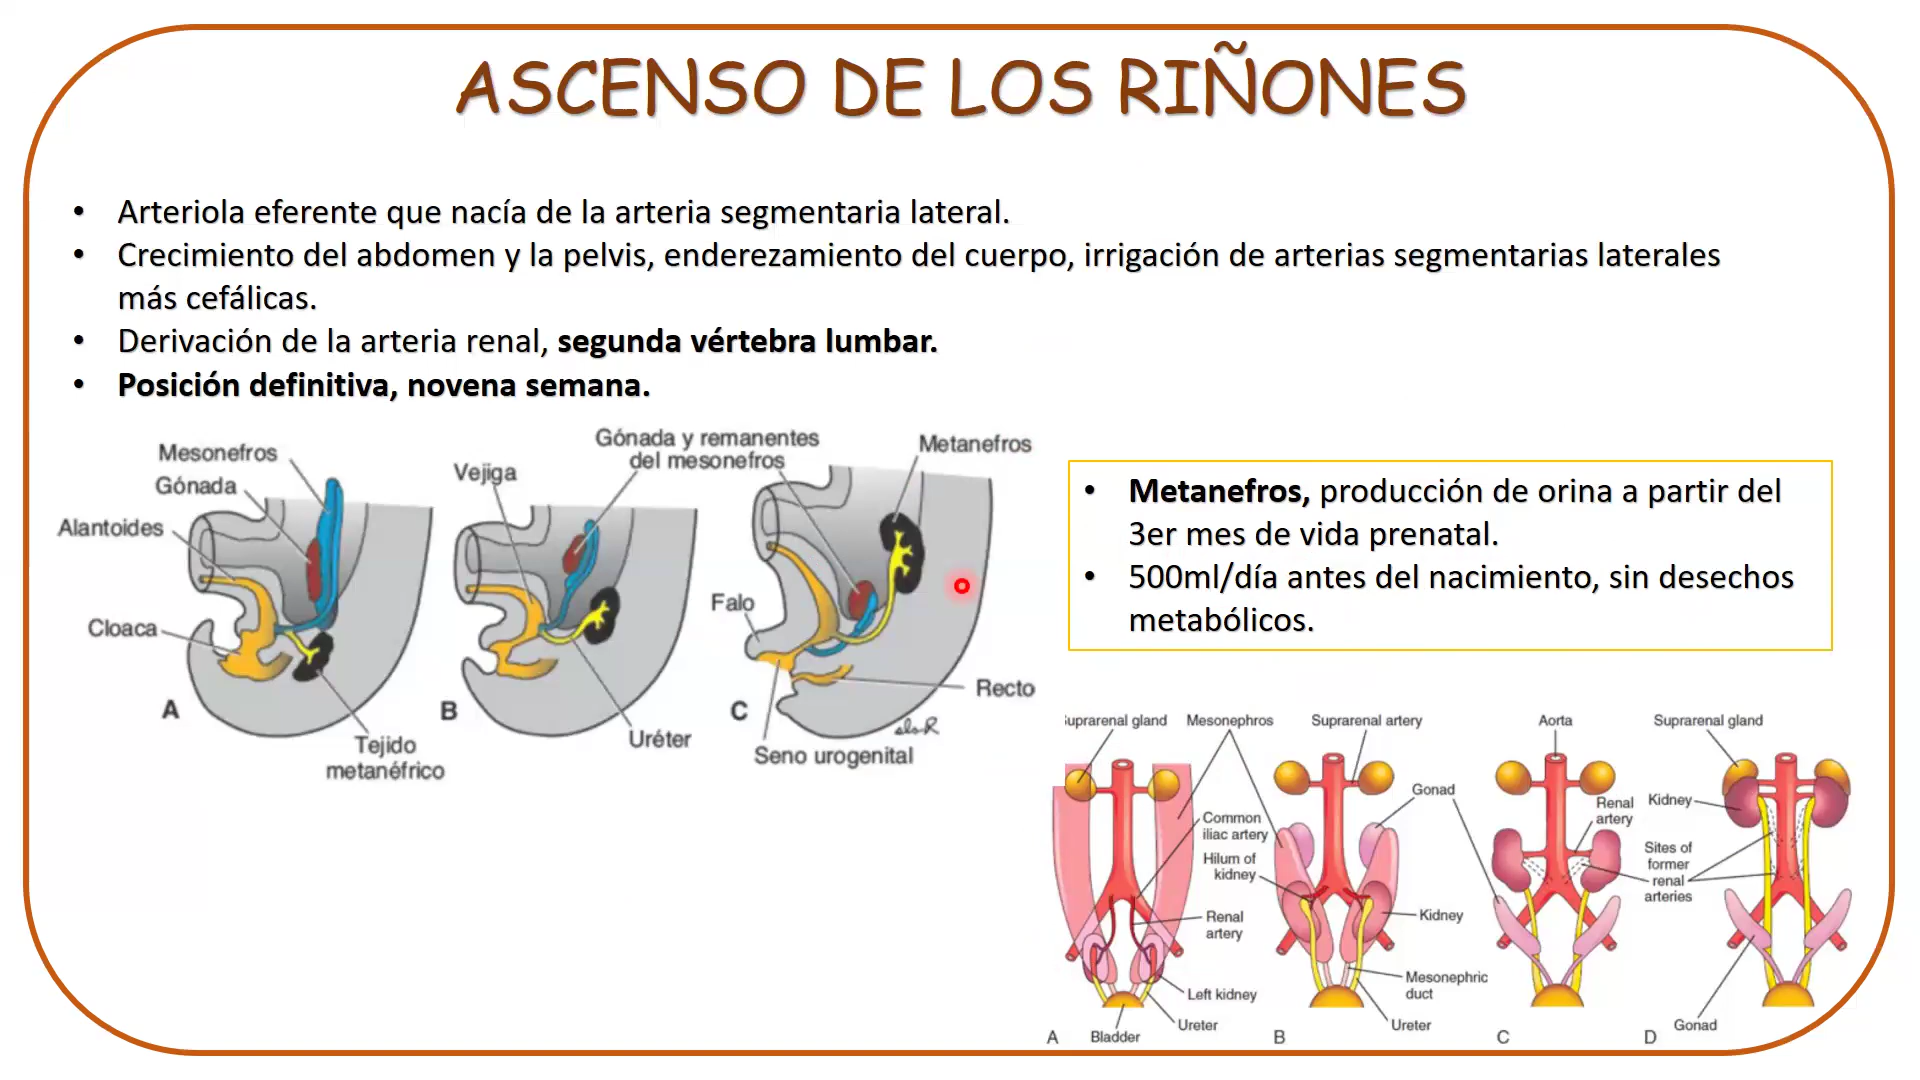 ASCENSO DE LOS RIÑONES
• Arteriola eferente que nacía de la arteria segmentaria lateral.
• Crecimiento del abdomen y la pelvis, enderezamiento del cuerpo, irrigación de arterias segmentarias laterales
más cefálicas.
• Derivación de la arteria renal, segunda vértebra lumbar.
• Posición definitiva, novena semana.
Mesonefros
Gónada
Alantoides
Cloaca
A
Tejido
metanéfrico
Vejiga
Gónada y remanentes
del mesonefros
B
Uréter
Metanefros
Falo
C
Recto
Seno urogenital
• Metanefros, producción de orina a partir del
3er mes de vida prenatal.
• 500ml/día antes del nacimiento, sin desechos
metabólicos.
uprarenal gland
Mesonephros
Suprarenal artery
Aorta
Suprarenal gland
Common
iliac artery
Hilum of
kidney
Renal
artery
Left kidney
Ureter
Bladder
A
Gonad
Kidney
Mesonephric
duct
Ureter
B
Renal
artery
C
Kidney
Sites of
former
renal
arteries
Gonad
D